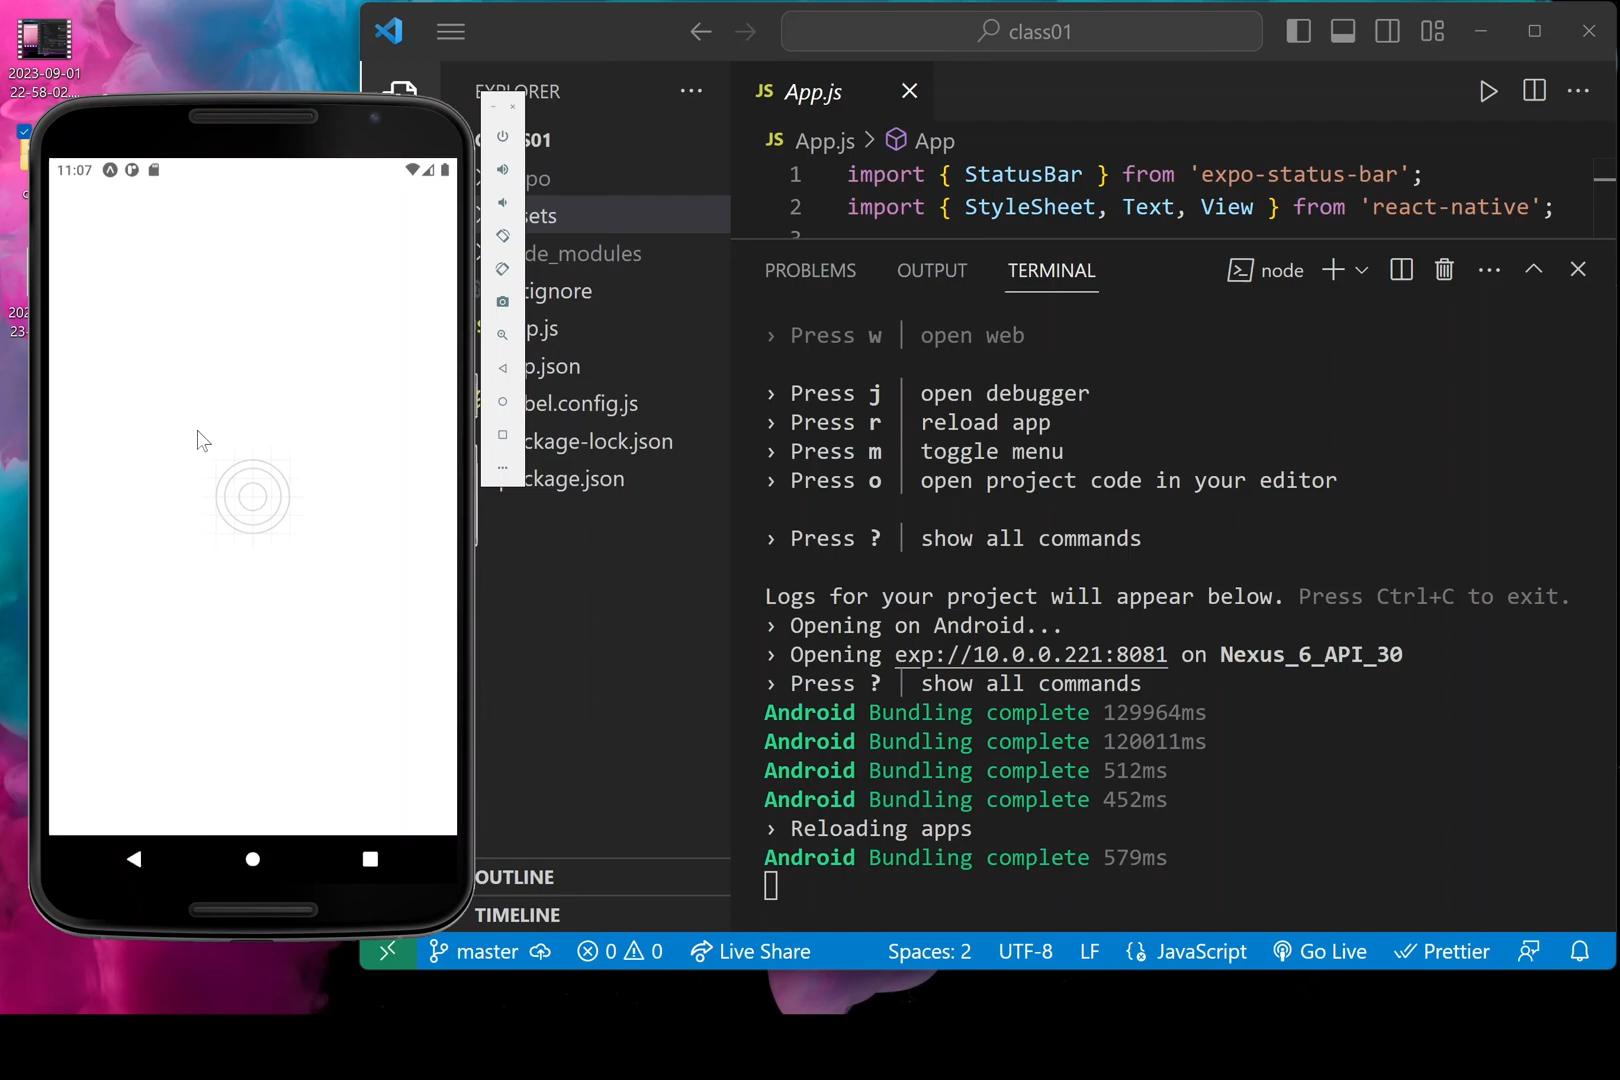 2023-09-01
22-58-02....
class01
EXPLORER
S01
po
sets
de_modules
tignore
p.js
p.json
bel.config.js
ckage-lock.json
ckage.json
OUTLINE
TIMELINE
11:07
JS App.js
JS App.js > App
1 import { StatusBar } from 'expo-status-bar';
2 import { StyleSheet, Text, View } from 'react-native';
3
PROBLEMS OUTPUT TERMINAL node
› Press w │ open web
› Press j │ open debugger
› Press r │ reload app
› Press m │ toggle menu
› Press o │ open project code in your editor
› Press ? │ show all commands
Logs for your project will appear below. Press Ctrl+C to exit.
› Opening on Android...
› Opening exp://10.0.0.221:8081 on Nexus_6_API_30
› Press ? │ show all commands
Android Bundling complete 129964ms
Android Bundling complete 120011ms
Android Bundling complete 512ms
Android Bundling complete 452ms
› Reloading apps
Android Bundling complete 579ms
master 0 0 Live Share Spaces: 2 UTF-8 LF {} JavaScript Go Live Prettier